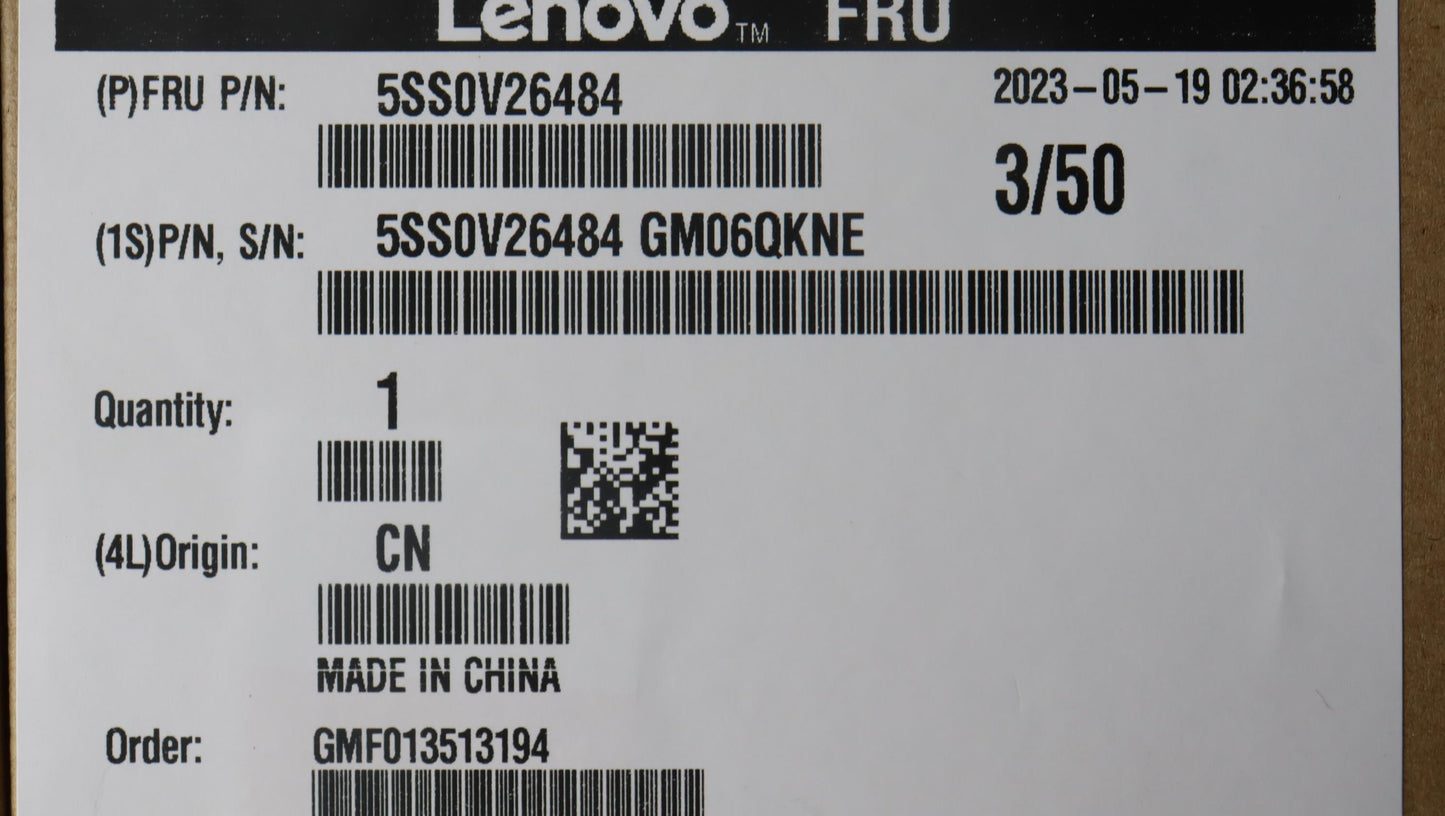 Lenovo™ FRU
(P)FRU P/N: 5SS0V26484 2023-05-19 02:36:58
3/50
(1S)P/N, S/N: 5SS0V26484 GM06QKNE
Quantity: 1
(4L)Origin: CN
MADE IN CHINA
Order: GMF013513194